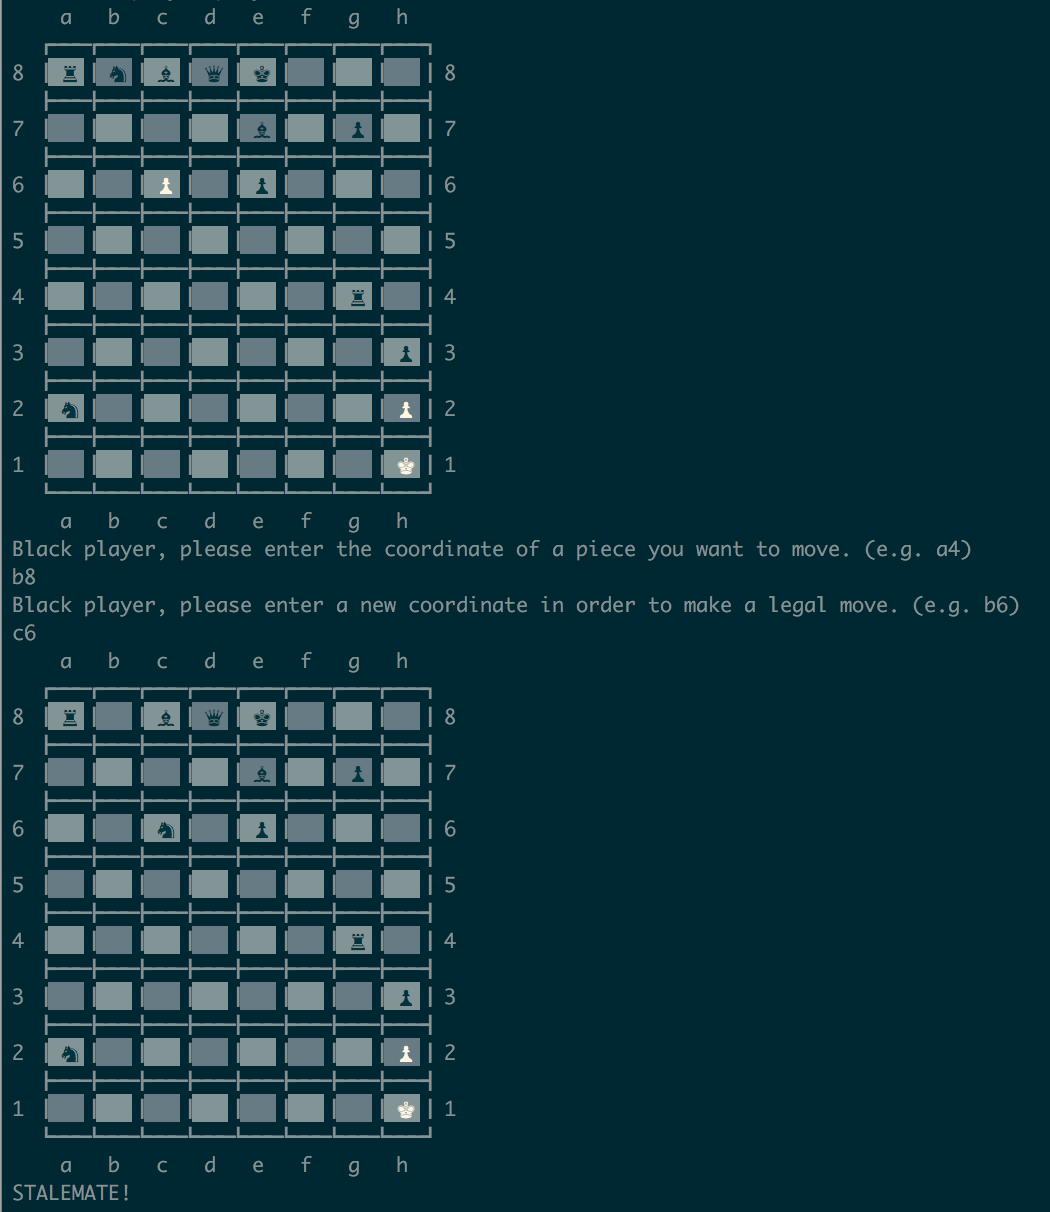 a b c d e f g h
8 ♜ ♞ ♝ ♛ ♚ 8
7 ♝ ♟ 7
6 ♟ ♟ 6
5 5
4 ♜ 4
3 ♟ 3
2 ♞ ♟ 2
1 ♚ 1
a b c d e f g h
Black player, please enter the coordinate of a piece you want to move. (e.g. a4)
b8
Black player, please enter a new coordinate in order to make a legal move. (e.g. b6)
c6
a b c d e f g h
8 ♜ ♝ ♛ ♚ 8
7 ♝ ♟ 7
6 ♞ ♟ 6
5 5
4 ♜ 4
3 ♟ 3
2 ♞ ♟ 2
1 ♚ 1
a b c d e f g h
STALEMATE!